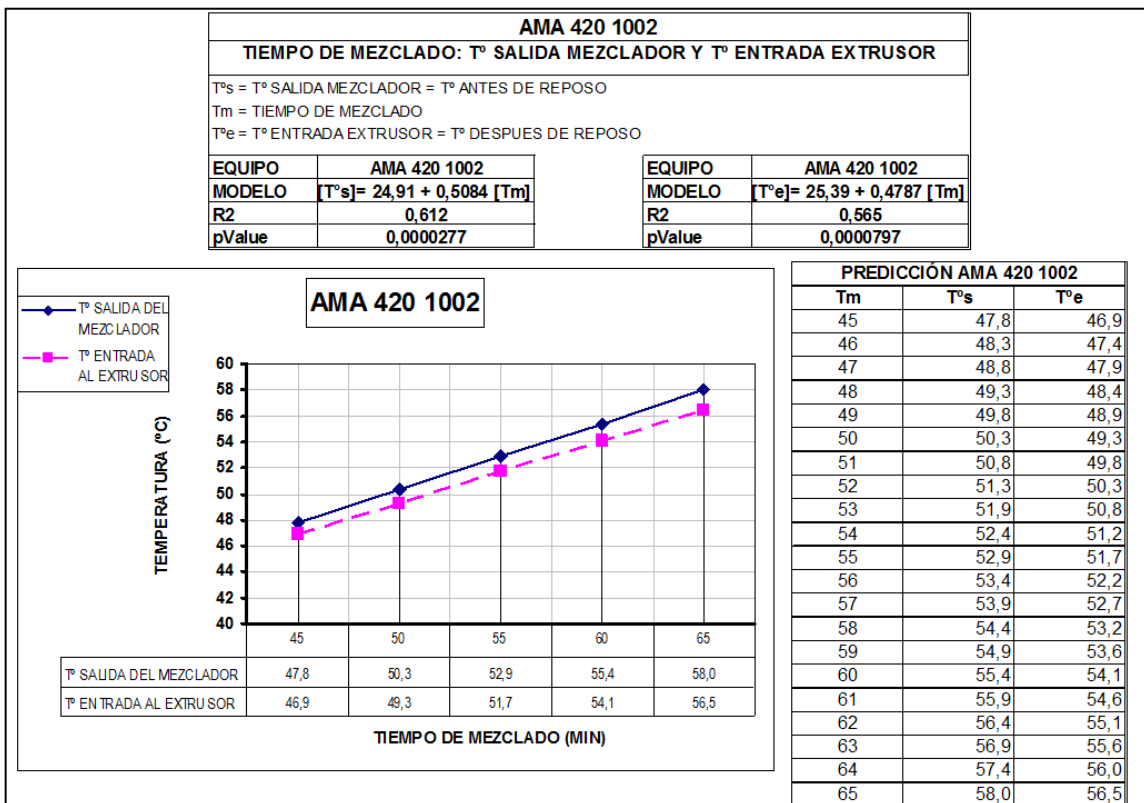 AMA 420 1002
TIEMPO DE MEZCLADO: Tº SALIDA MEZCLADOR Y Tº ENTRADA EXTRUSOR
Tºs = Tº SALIDA MEZCLADOR = Tº ANTES DE REPOSO
Tm = TIEMPO DE MEZCLADO
Tºe = Tº ENTRADA EXTRUSOR = Tº DESPUES DE REPOSO
EQUIPO AMA 420 1002
MODELO [Tºs]= 24,91 + 0,5084 [Tm]
R2 0,612
pValue 0,0000277
EQUIPO AMA 420 1002
MODELO [Tºe]= 25,39 + 0,4787 [Tm]
R2 0,565
pValue 0,0000797
Tº SALIDA DEL
MEZCLADOR
Tº ENTRADA
AL EXTRUSOR
AMA 420 1002
TEMPERATURA (ºC)
60
58
56
54
52
50
48
46
44
42
40
45 50 55 60 65
Tº SALIDA DEL MEZCLADOR 47,8 50,3 52,9 55,4 58,0
Tº ENTRADA AL EXTRUSOR 46,9 49,3 51,7 54,1 56,5
TIEMPO DE MEZCLADO (MIN)
PREDICCIÓN AMA 420 1002
Tm Tºs Tºe
45 47,8 46,9
46 48,3 47,4
47 48,8 47,9
48 49,3 48,4
49 49,8 48,9
50 50,3 49,3
51 50,8 49,8
52 51,3 50,3
53 51,9 50,8
54 52,4 51,2
55 52,9 51,7
56 53,4 52,2
57 53,9 52,7
58 54,4 53,2
59 54,9 53,6
60 55,4 54,1
61 55,9 54,6
62 56,4 55,1
63 56,9 55,6
64 57,4 56,0
65 58,0 56,5